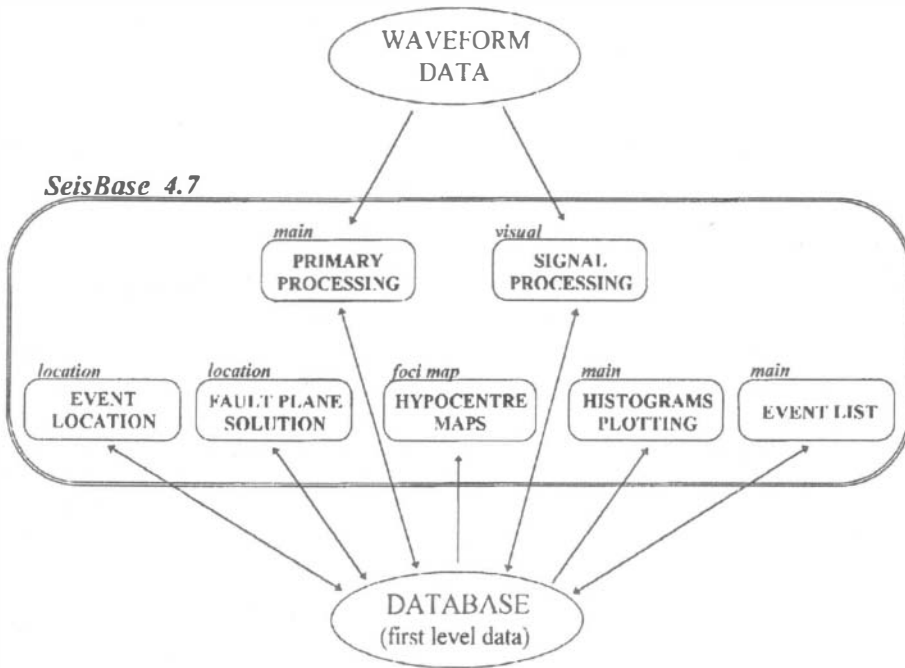 WAVEFORM
DATA
SeisBase 4.7
main
PRIMARY
PROCESSING
visual
SIGNAL
PROCESSING
location
EVENT
LOCATION
location
FAULT PLANE
SOLUTION
foci map
HYPOCENTRE
MAPS
main
HISTOGRAMS
PLOTTING
main
EVENT LIST
DATABASE
(first level data)